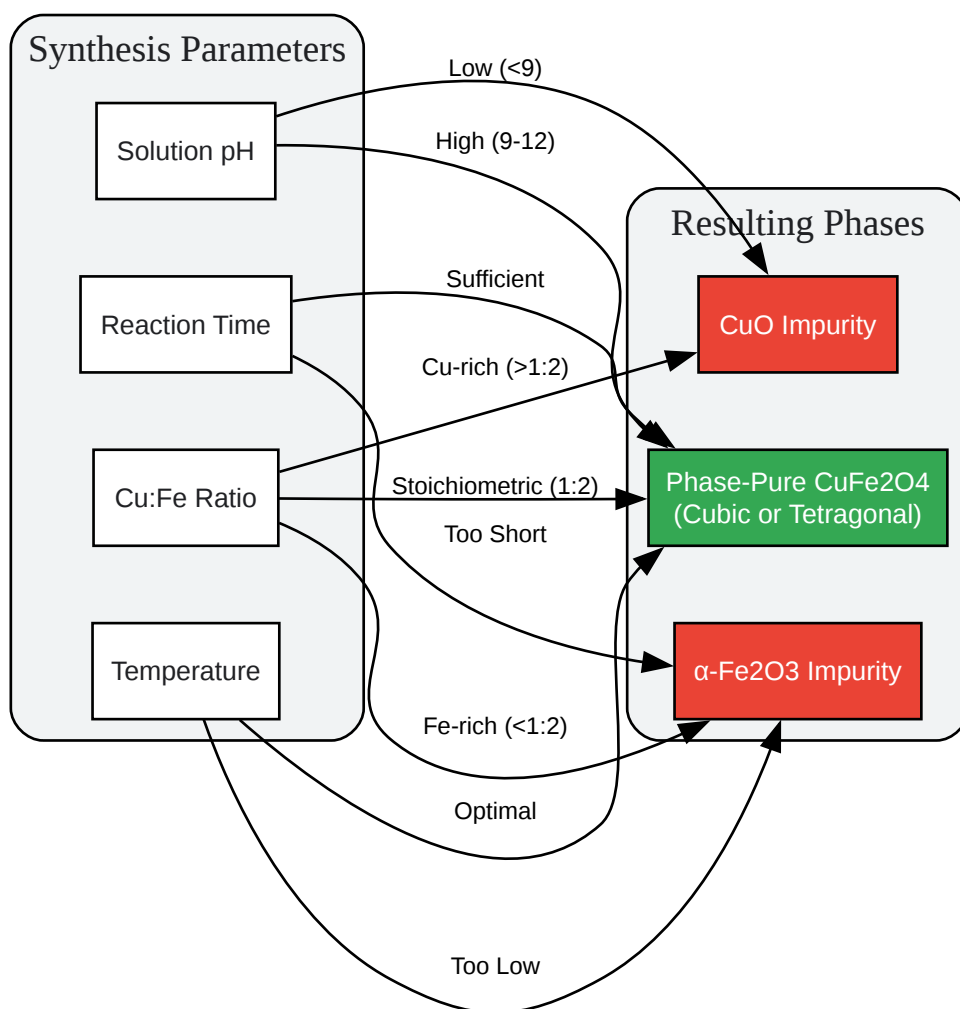 Synthesis Parameters
Solution pH
Reaction Time
Cu:Fe Ratio
Temperature
Low (<9)
High (9-12)
Sufficient
Cu-rich (>1:2)
Stoichiometric (1:2)
Too Short
Fe-rich (<1:2)
Optimal
Too Low
Resulting Phases
CuO Impurity
Phase-Pure CuFe2O4
(Cubic or Tetragonal)
α-Fe2O3 Impurity